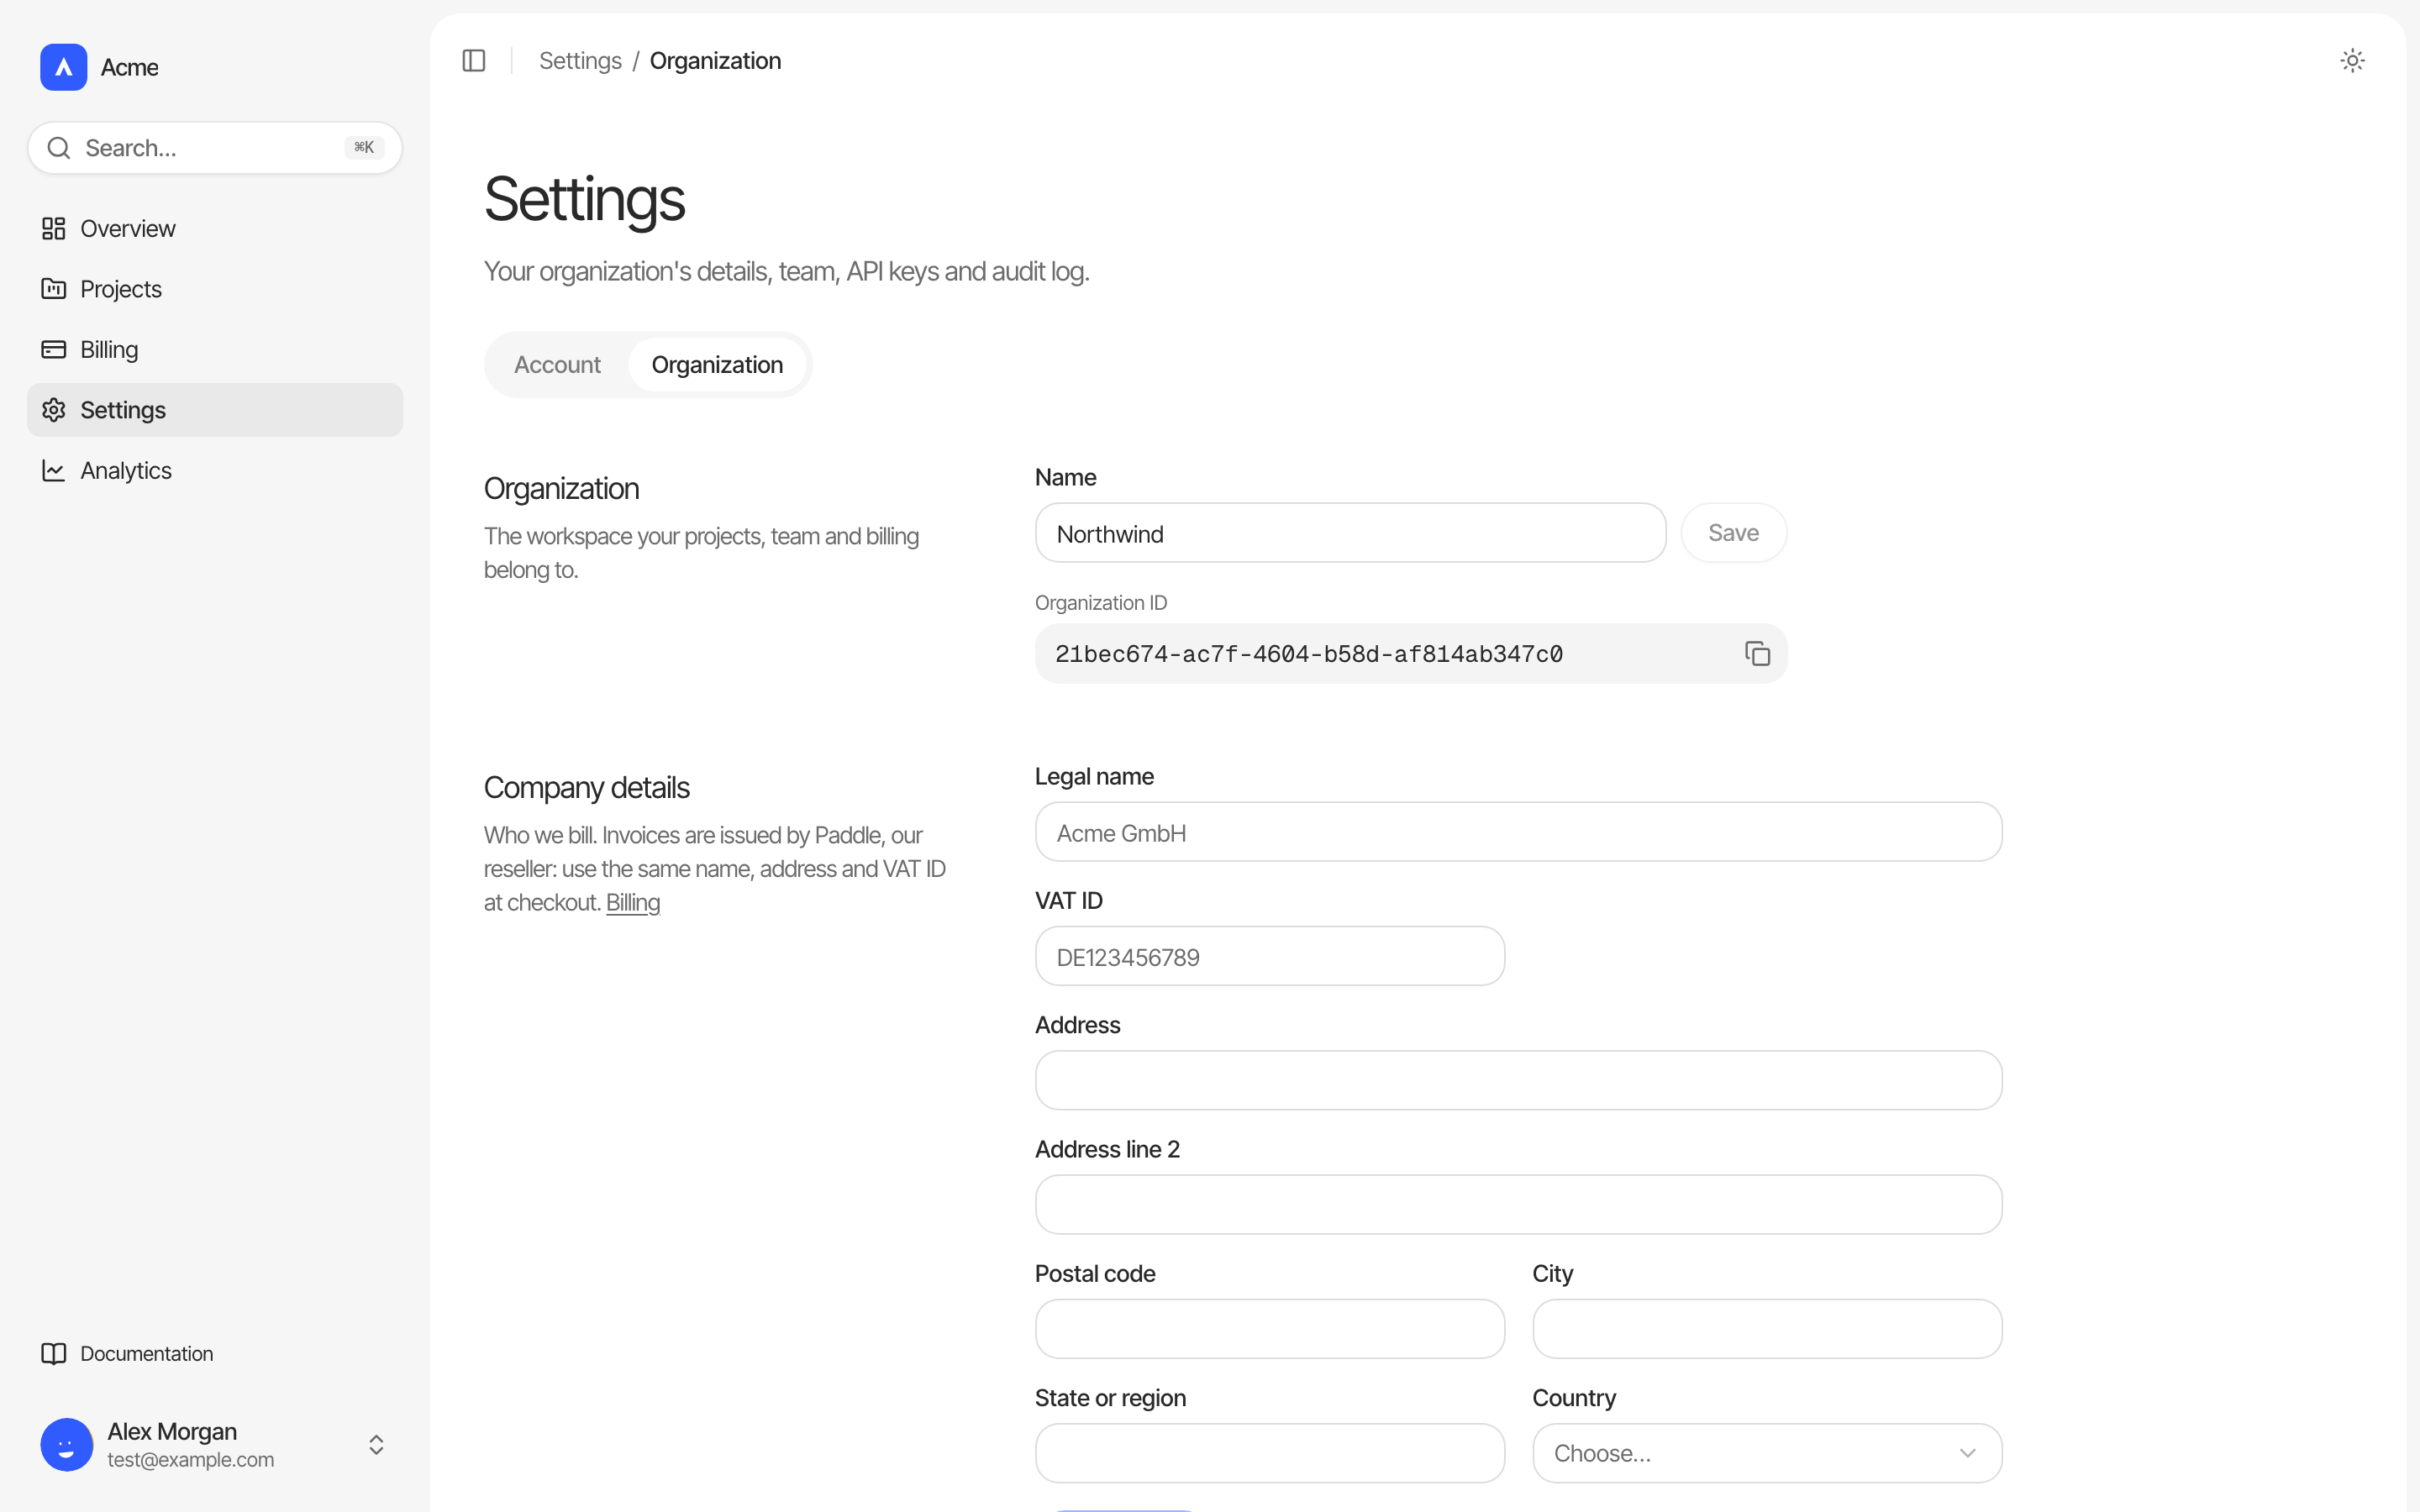 Acme
Search...
⌘K
Overview
Projects
Billing
Settings
Analytics
Documentation
Alex Morgan
test@example.com
Settings / Organization
Settings
Your organization's details, team, API keys and audit log.
Account
Organization
Organization
The workspace your projects, team and billing
belong to.
Name
Northwind
Save
Organization ID
21bec674-ac7f-4604-b58d-af814ab347c0
Company details
Who we bill. Invoices are issued by Paddle, our
reseller: use the same name, address and VAT ID
at checkout. Billing
Legal name
Acme GmbH
VAT ID
DE123456789
Address
Address line 2
Postal code
City
State or region
Country
Choose...